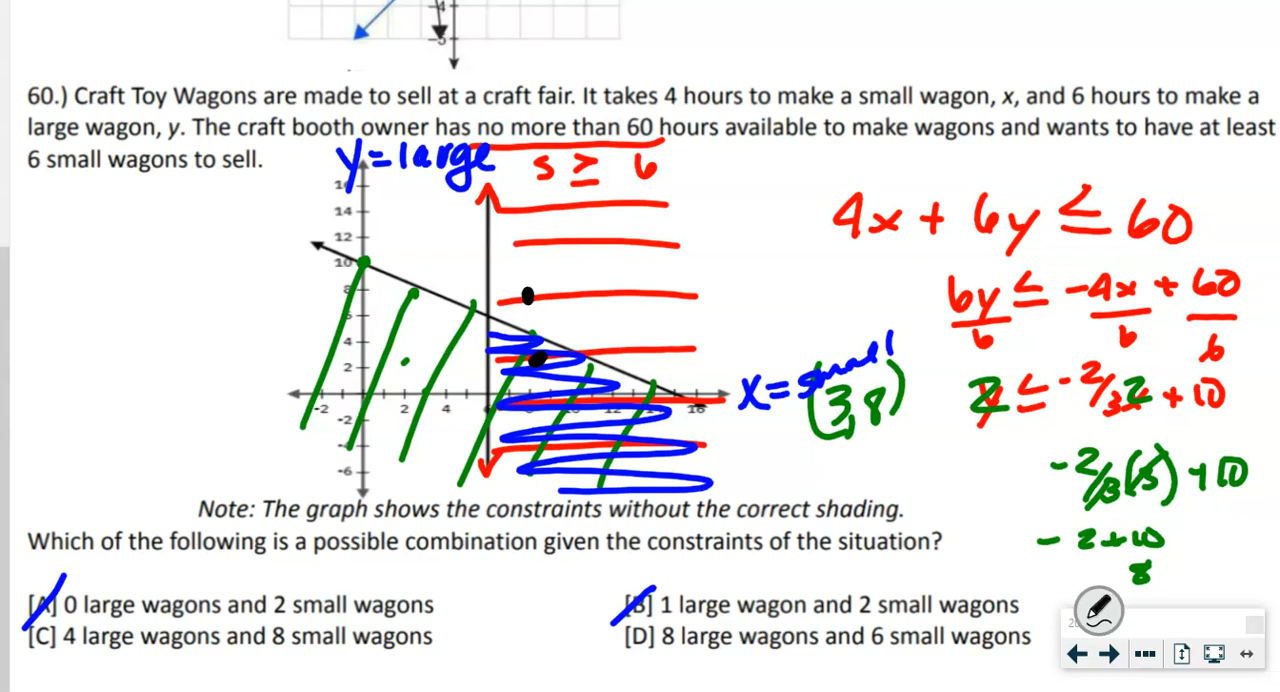 -4
-5
60.) Craft Toy Wagons are made to sell at a craft fair. It takes 4 hours to make a small wagon, x, and 6 hours to make a
large wagon, y. The craft booth owner has no more than 60 hours available to make wagons and wants to have at least
6 small wagons to sell.
y=large
s ≥ 6
14
12
10
8
6
4
2
-2
2
4
6
8
10
12
16
-2
-4
-6
x=small
(3,8)
4x + 6y ≤ 60
6y ≤ -4x + 60
6 6 6
≤ -2/3 + 10
-2/3(3) + 10
- 2 + 10
8
Note: The graph shows the constraints without the correct shading.
Which of the following is a possible combination given the constraints of the situation?
[A] 0 large wagons and 2 small wagons
[B] 1 large wagon and 2 small wagons
[C] 4 large wagons and 8 small wagons
[D] 8 large wagons and 6 small wagons